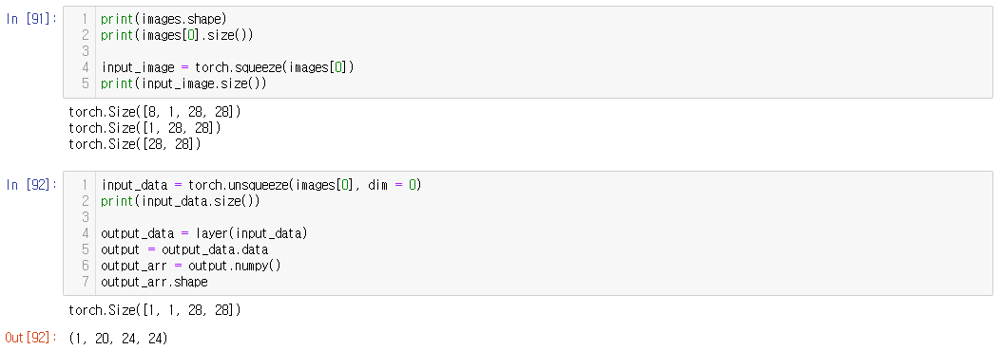 In [91]:
1 print(images.shape)
2 print(images[0].size())
3
4 input_image = torch.squeeze(images[0])
5 print(input_image.size())
torch.Size([8, 1, 28, 28])
torch.Size([1, 28, 28])
torch.Size([28, 28])
In [92]:
1 input_data = torch.unsqueeze(images[0], dim = 0)
2 print(input_data.size())
3
4 output_data = layer(input_data)
5 output = output_data.data
6 output_arr = output.numpy()
7 output_arr.shape
torch.Size([1, 1, 28, 28])
Out[92]: (1, 20, 24, 24)